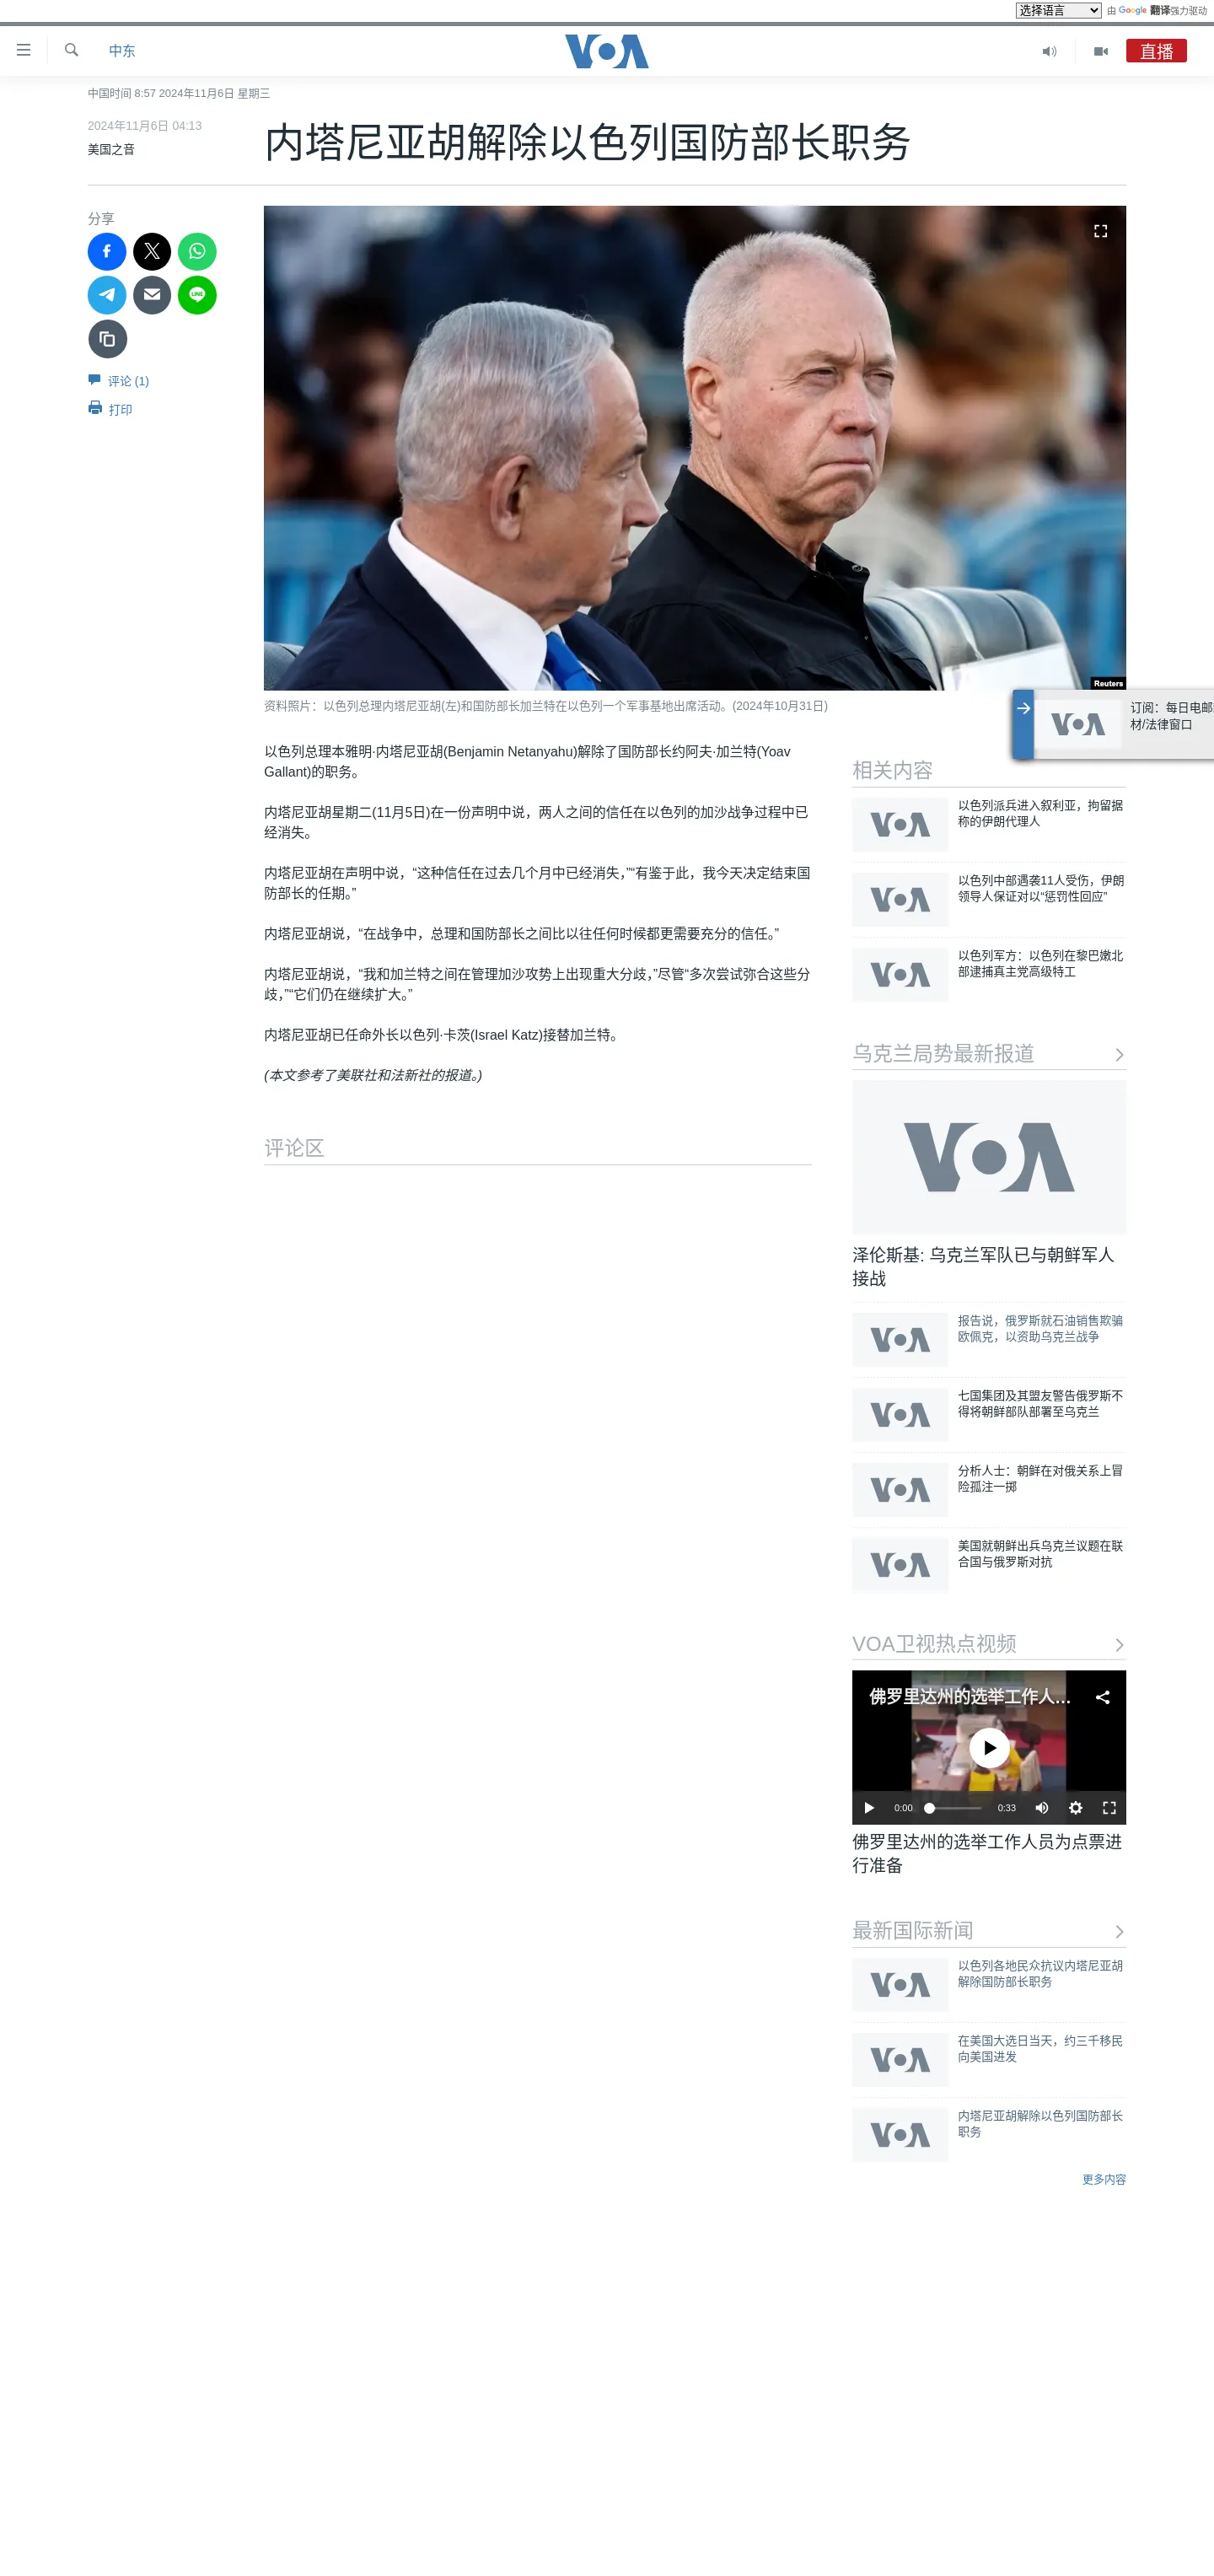 选择语言
由 Google 翻译强力驱动
中东
VOA
直播
中国时间 8:57 2024年11月6日 星期三
2024年11月6日 04:13
美国之音
内塔尼亚胡解除以色列国防部长职务
分享
LINE
评论 (1)
打印
Reuters
资料照片：以色列总理内塔尼亚胡(左)和国防部长加兰特在以色列一个军事基地出席活动。(2024年10月31日)
VOA
订阅：每日电邮
材/法律窗口
以色列总理本雅明·内塔尼亚胡(Benjamin Netanyahu)解除了国防部长约阿夫·加兰特(Yoav
Gallant)的职务。
内塔尼亚胡星期二(11月5日)在一份声明中说，两人之间的信任在以色列的加沙战争过程中已
经消失。
内塔尼亚胡在声明中说，“这种信任在过去几个月中已经消失，”“有鉴于此，我今天决定结束国
防部长的任期。”
内塔尼亚胡说，“在战争中，总理和国防部长之间比以往任何时候都更需要充分的信任。”
内塔尼亚胡说，“我和加兰特之间在管理加沙攻势上出现重大分歧，”尽管“多次尝试弥合这些分
歧，”“它们仍在继续扩大。”
内塔尼亚胡已任命外长以色列·卡茨(Israel Katz)接替加兰特。
(本文参考了美联社和法新社的报道。)
评论区
相关内容
VOA
以色列派兵进入叙利亚，拘留据
称的伊朗代理人
VOA
以色列中部遇袭11人受伤，伊朗
领导人保证对以“惩罚性回应”
VOA
以色列军方：以色列在黎巴嫩北
部逮捕真主党高级特工
乌克兰局势最新报道
VOA
泽伦斯基: 乌克兰军队已与朝鲜军人
接战
VOA
报告说，俄罗斯就石油销售欺骗
欧佩克，以资助乌克兰战争
VOA
七国集团及其盟友警告俄罗斯不
得将朝鲜部队部署至乌克兰
VOA
分析人士：朝鲜在对俄关系上冒
险孤注一掷
VOA
美国就朝鲜出兵乌克兰议题在联
合国与俄罗斯对抗
VOA卫视热点视频
佛罗里达州的选举工作人...
0:00
0:33
佛罗里达州的选举工作人员为点票进
行准备
最新国际新闻
VOA
以色列各地民众抗议内塔尼亚胡
解除国防部长职务
VOA
在美国大选日当天，约三千移民
向美国进发
VOA
内塔尼亚胡解除以色列国防部长
职务
更多内容